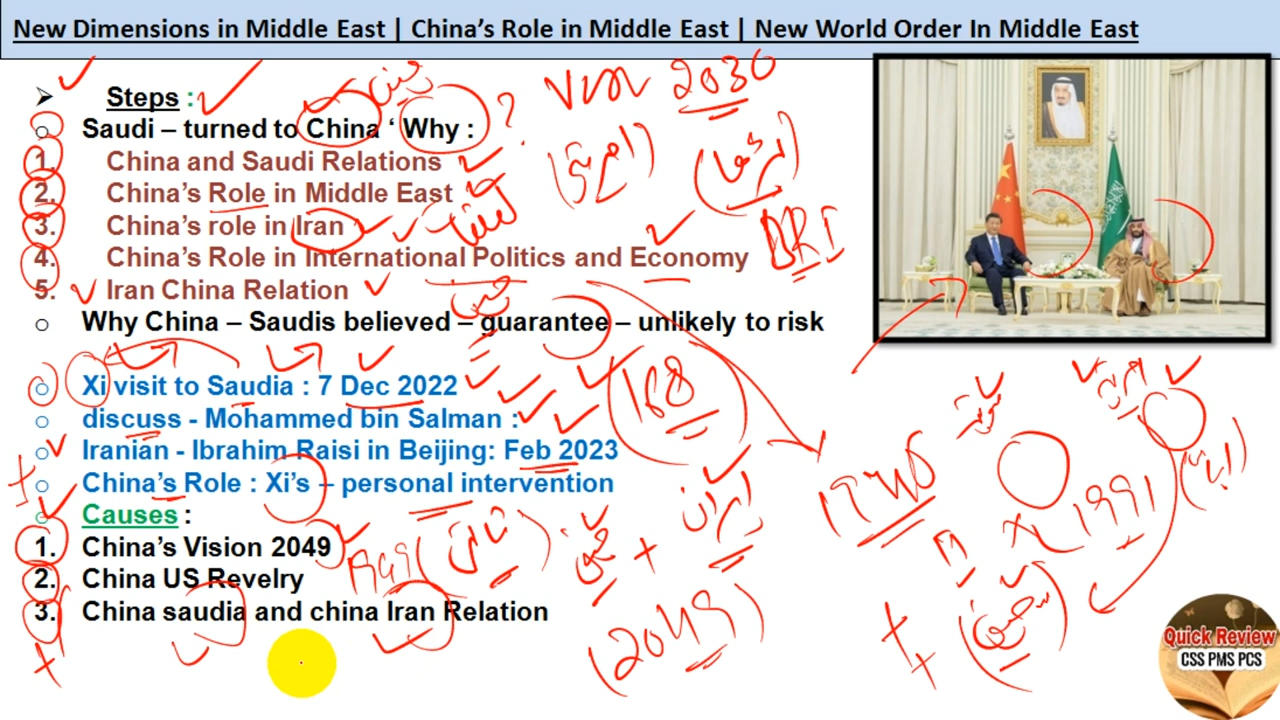 New Dimensions in Middle East | China's Role in Middle East | New World Order In Middle East
➤ Steps :
o Saudi – turned to China ‘ Why :
?
Vision 2030
1. China and Saudi Relations
2. China's Role in Middle East
3. China's role in Iran
4. China's Role in International Politics and Economy
BRI
5. Iran China Relation
o Why China – Saudis believed – guarantee – unlikely to risk
o Xi visit to Saudia : 7 Dec 2022
168
o discuss - Mohammed bin Salman :
o Iranian - Ibrahim Raisi in Beijing: Feb 2023
o China's Role : Xi's – personal intervention
1991
o Causes :
1. China's Vision 2049
1949
ایران
2. China US Revelry
3. China saudia and china Iran Relation
2049
Quick Review
CSS PMS PCS